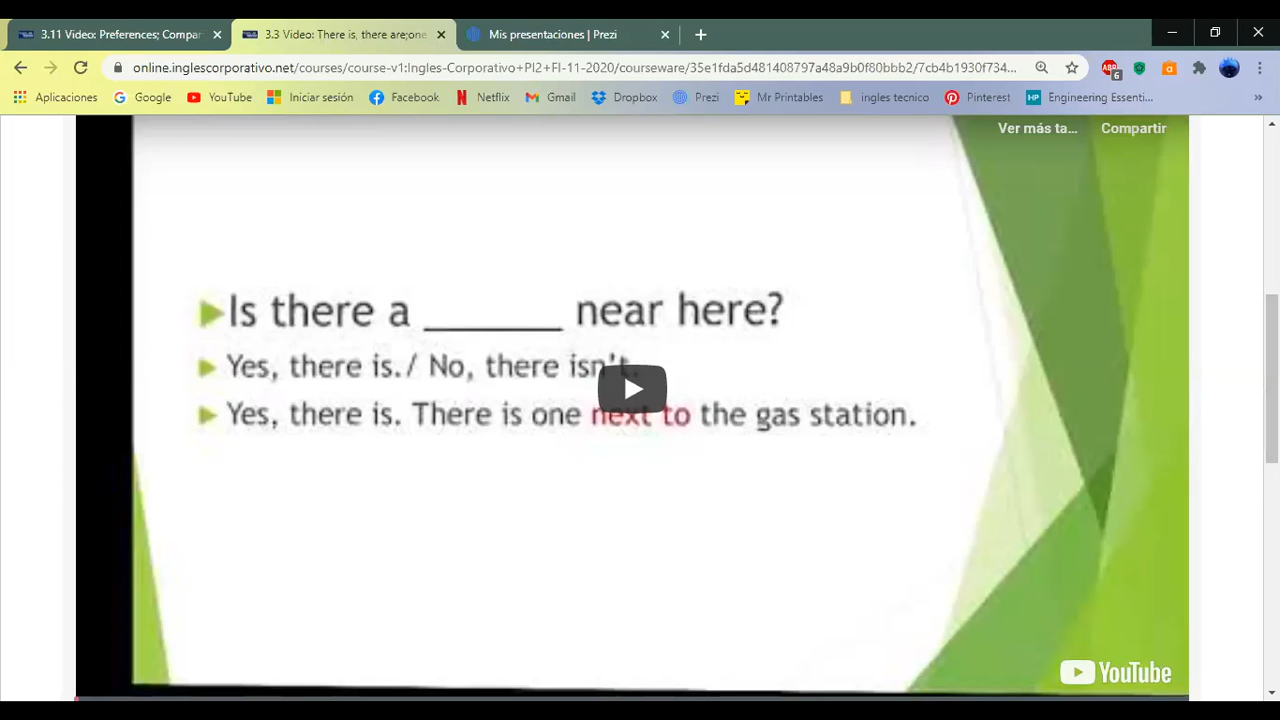 3.11 Video: Preferences; Compar
3.3 Video: There is, there are;one
Mis presentaciones | Prezi
online.inglescorporativo.net/courses/course-v1:Ingles-Corporativo+PI2+FI-11-2020/courseware/35e1fda5d481408797a48a9b0f80bbb2/7cb4b1930f734...
ABP
6
Aplicaciones
Google
YouTube
Iniciar sesión
Facebook
Netflix
Gmail
Dropbox
Prezi
Mr Printables
ingles tecnico
Pinterest
HP
Engineering Essenti...
»
Ver más ta...
Compartir
Is there a _______ near here?
Yes, there is./ No, there isn't.
Yes, there is. There is one next to the gas station.
YouTube